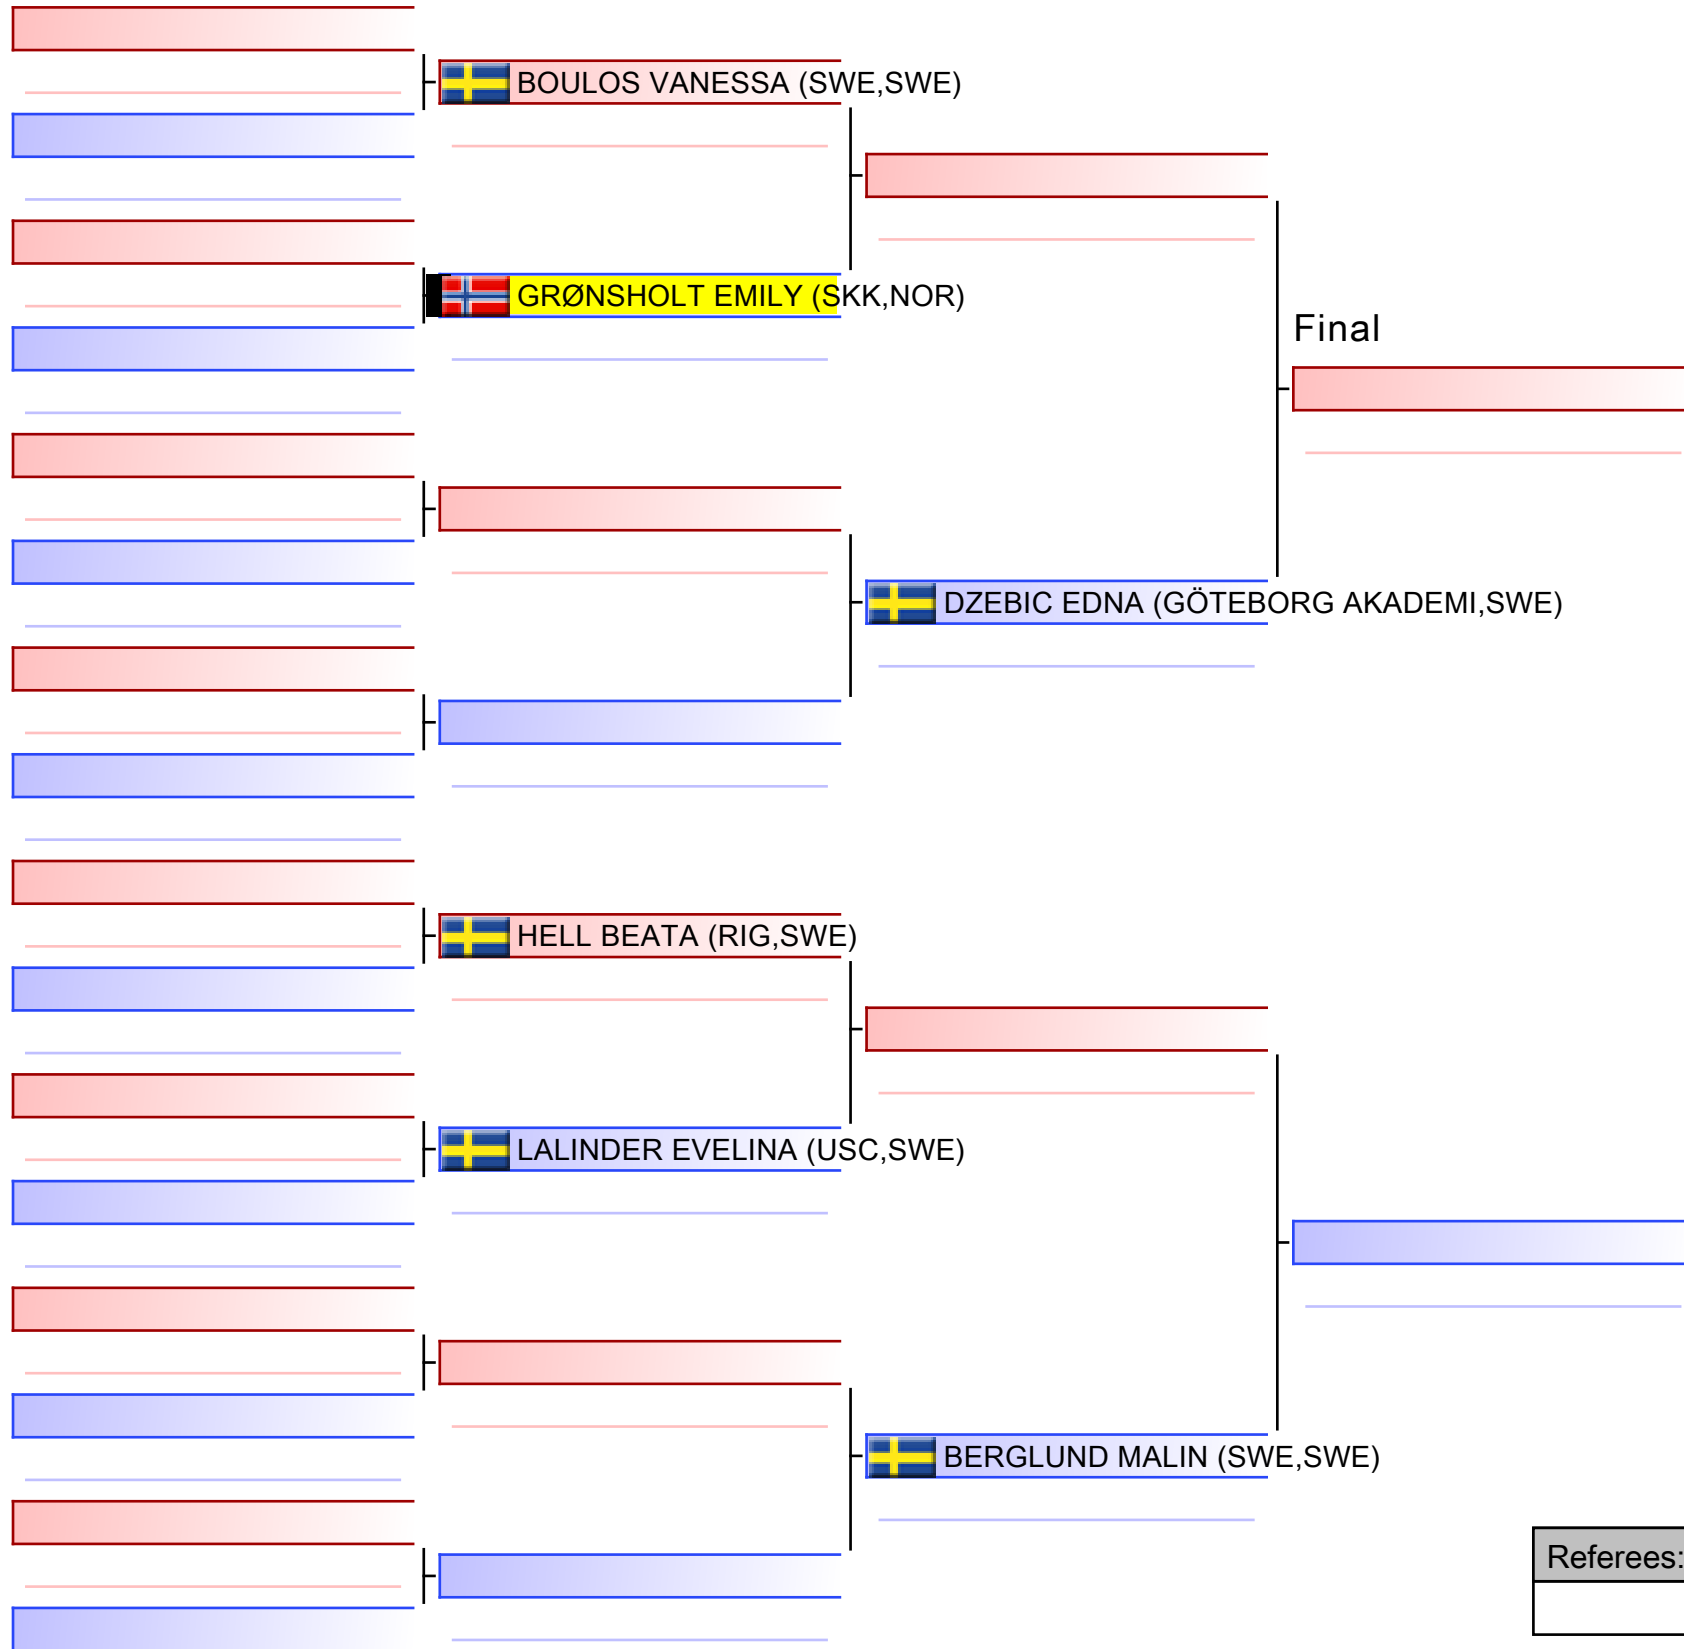 BOULOS VANESSA (SWE,SWE)
GRØNSHOLT EMILY (SKK,NOR)
Final
DZEBIC EDNA (GÖTEBORG AKADEMI,SWE)
HELL BEATA (RIG,SWE)
LALINDER EVELINA (USC,SWE)
BERGLUND MALIN (SWE,SWE)
Referees: